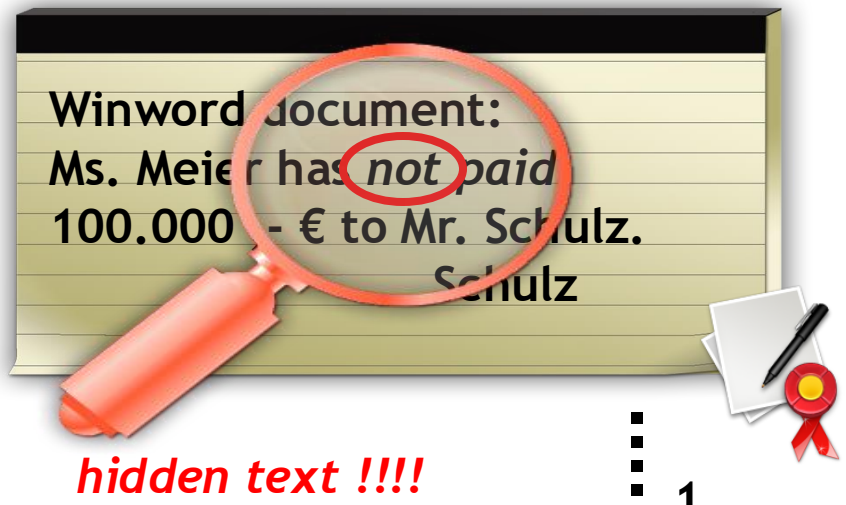 Winword document:
Ms. Meier has not paid
100.000 - € to Mr. Schulz.
Schulz
hidden text !!!!
1